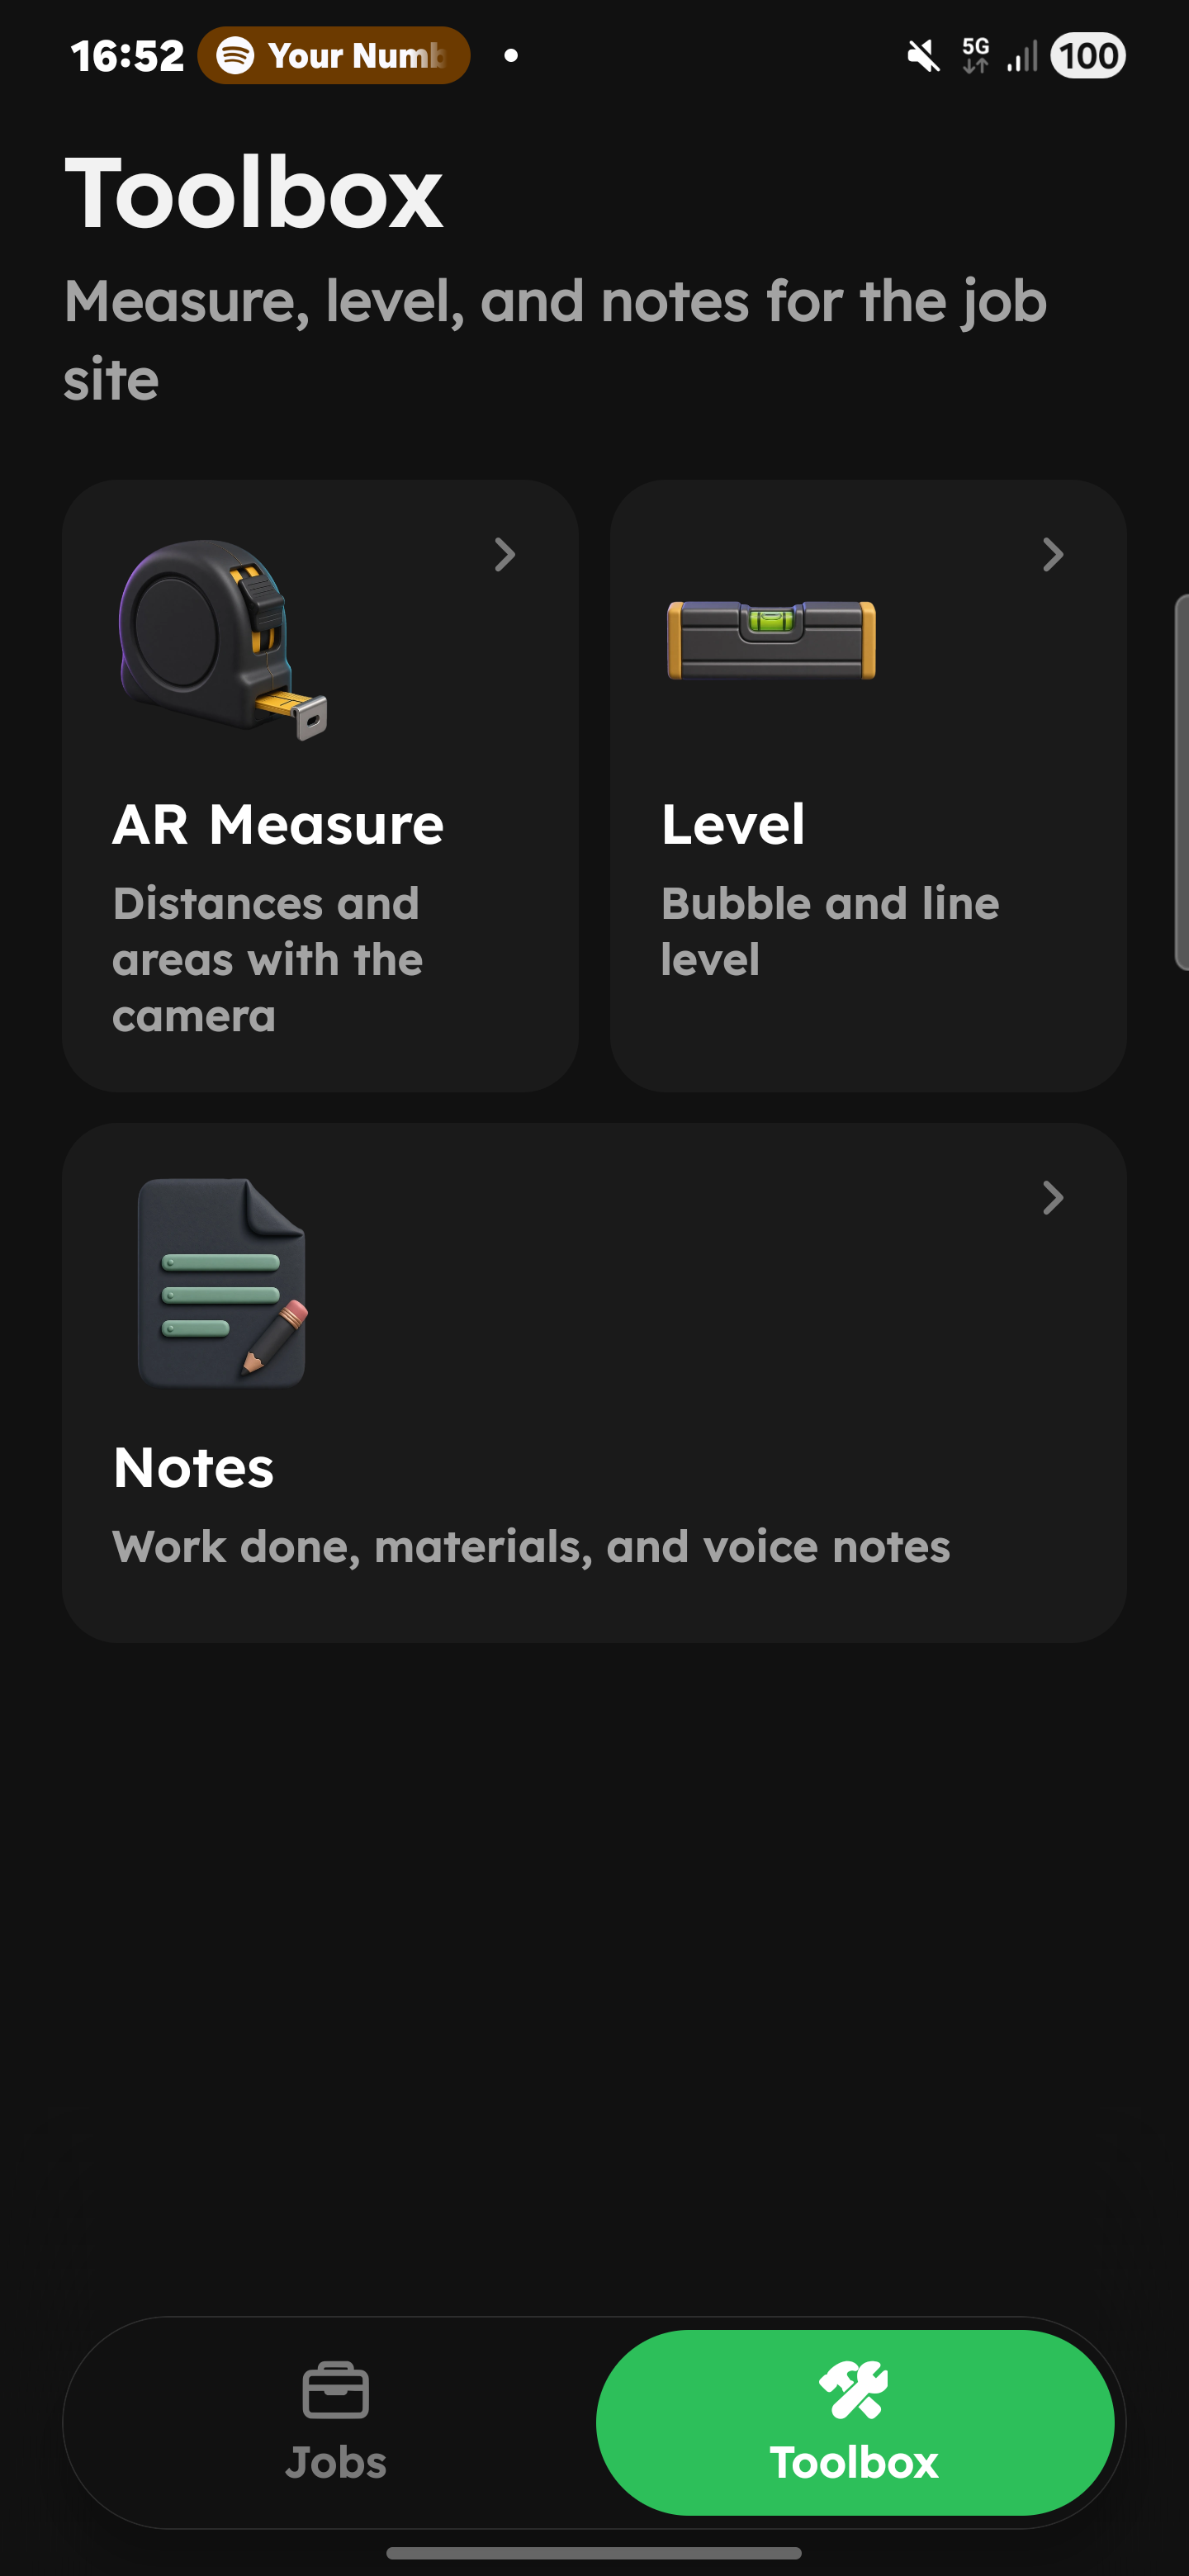 16:52
Your Numb
5G
100
Toolbox
Measure, level, and notes for the job
site
AR Measure
Distances and
areas with the
camera
Level
Bubble and line
level
Notes
Work done, materials, and voice notes
Jobs
Toolbox